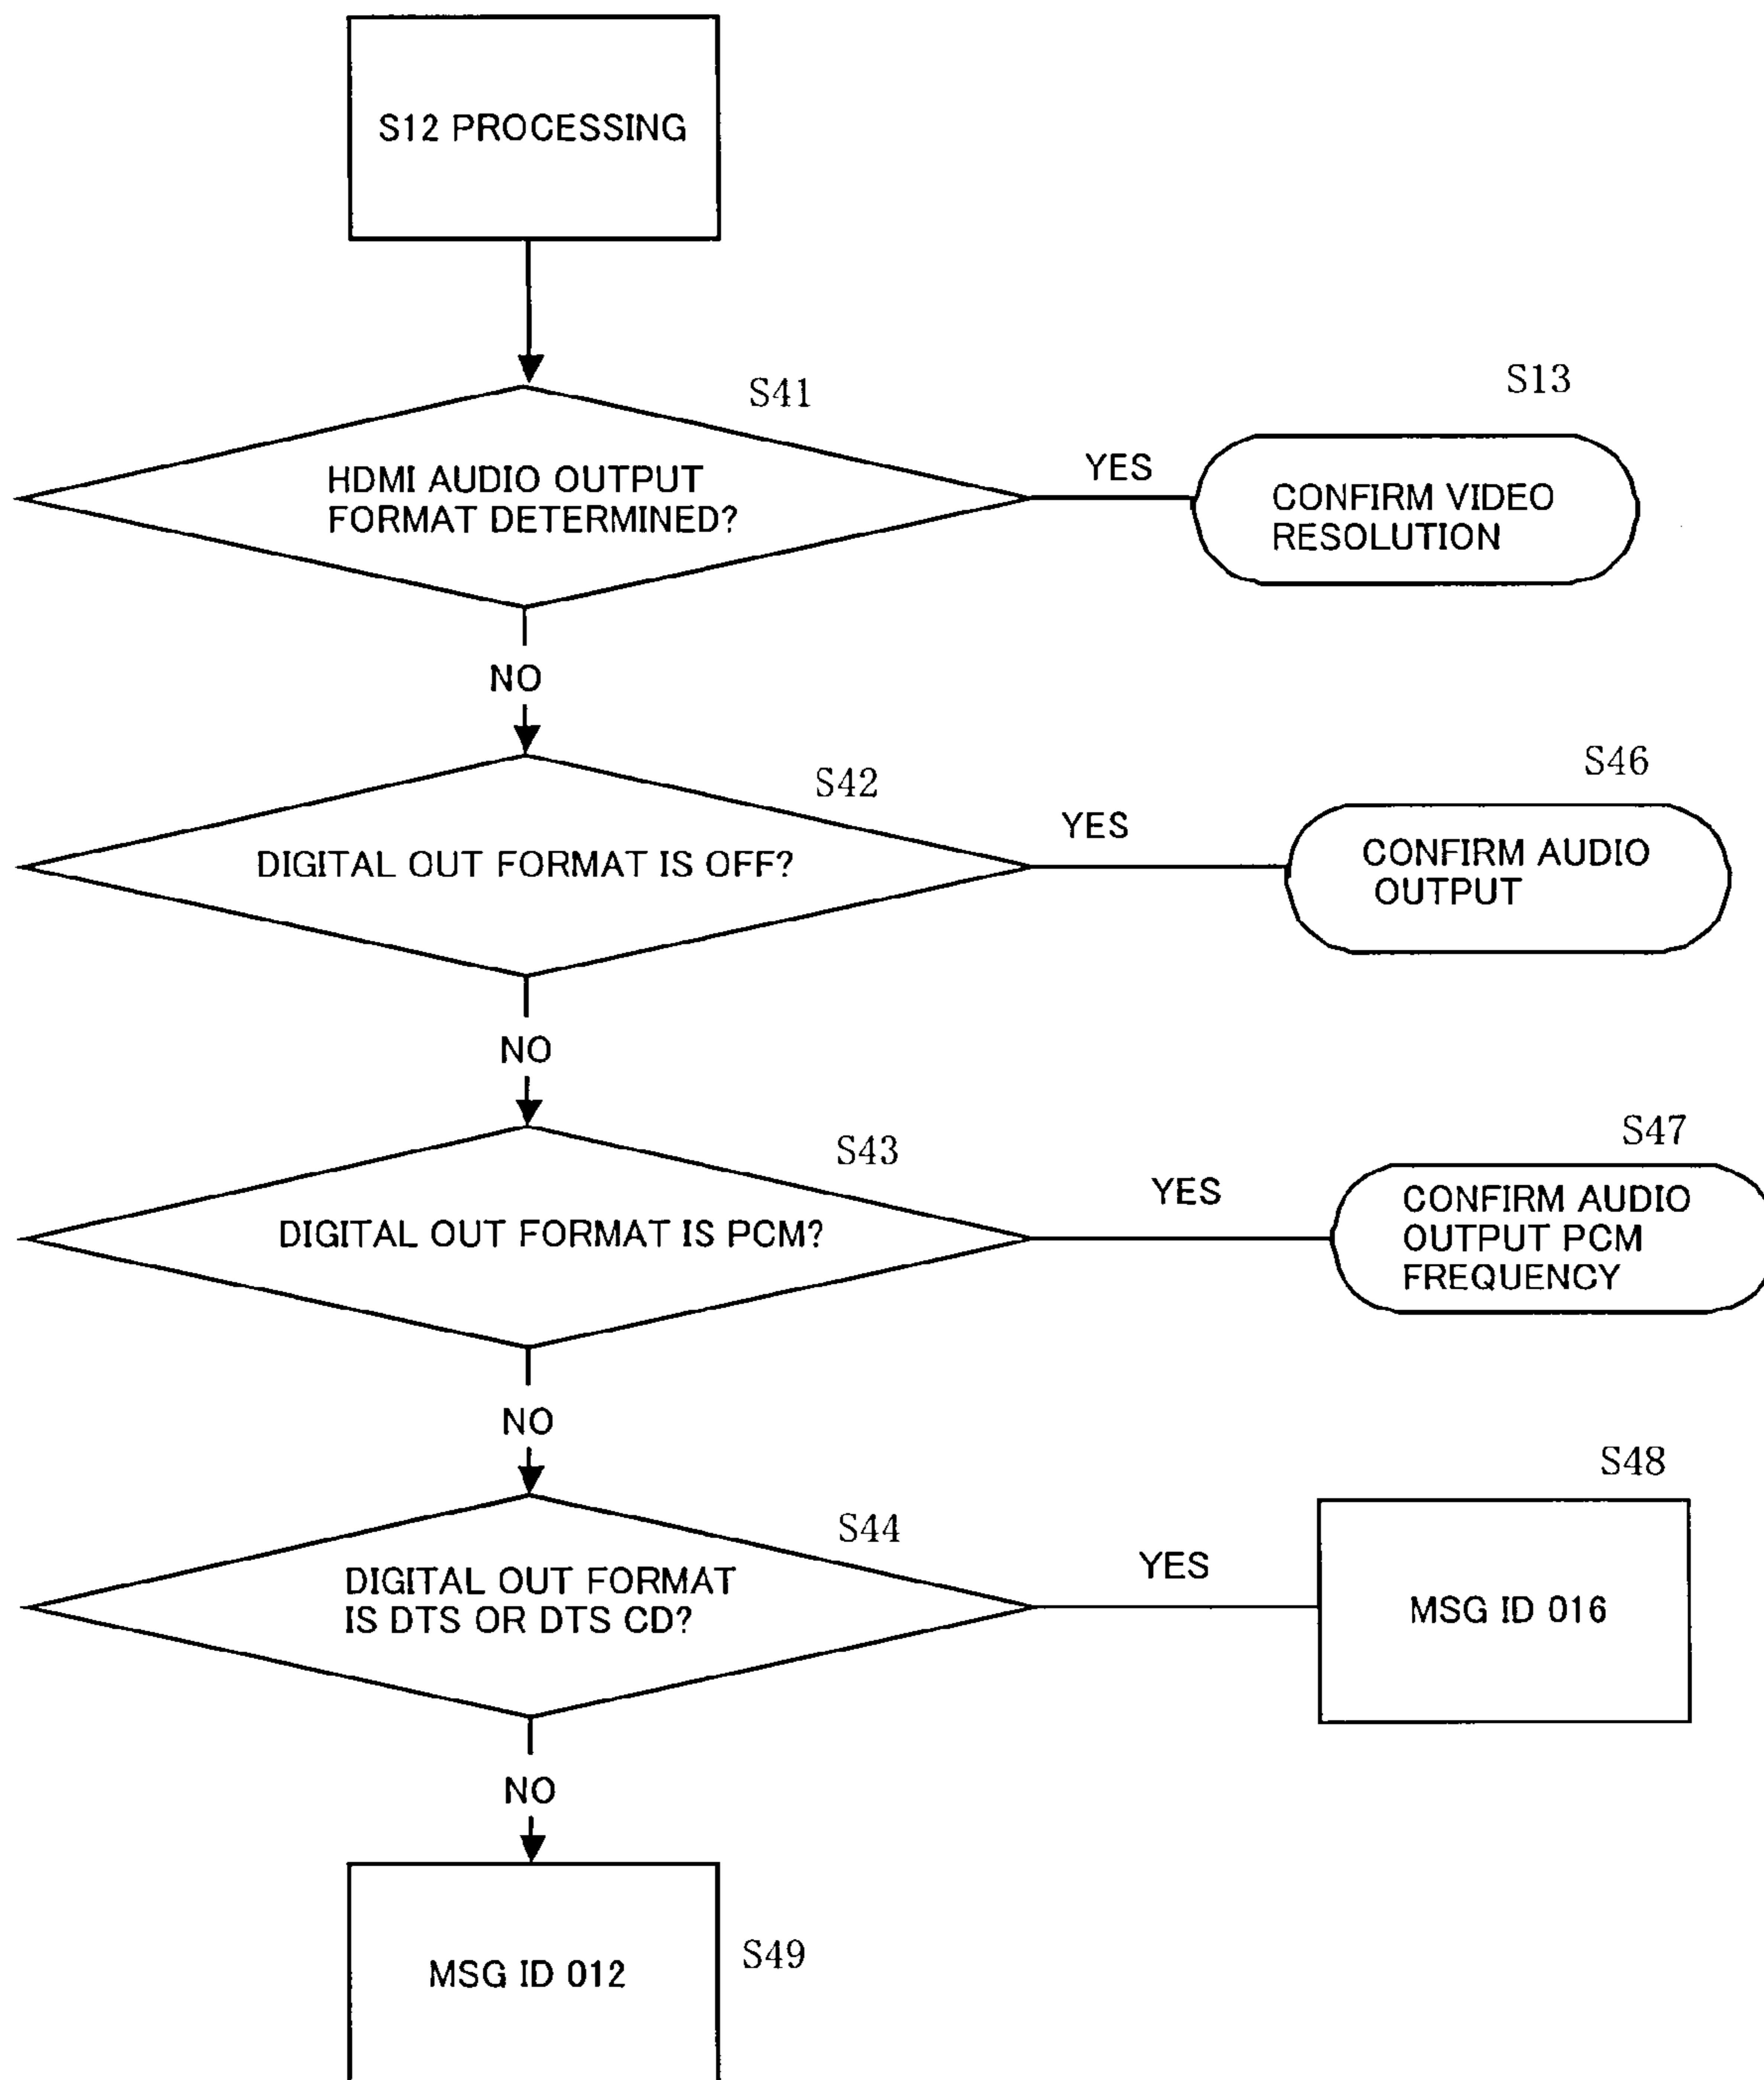 S12 PROCESSING
S41
HDMI AUDIO OUTPUT
FORMAT DETERMINED?
YES
S13
CONFIRM VIDEO
RESOLUTION
NO
S42
DIGITAL OUT FORMAT IS OFF?
YES
S46
CONFIRM AUDIO
OUTPUT
NO
S43
DIGITAL OUT FORMAT IS PCM?
YES
S47
CONFIRM AUDIO
OUTPUT PCM
FREQUENCY
NO
S44
DIGITAL OUT FORMAT
IS DTS OR DTS CD?
YES
S48
MSG ID 016
NO
MSG ID 012
S49